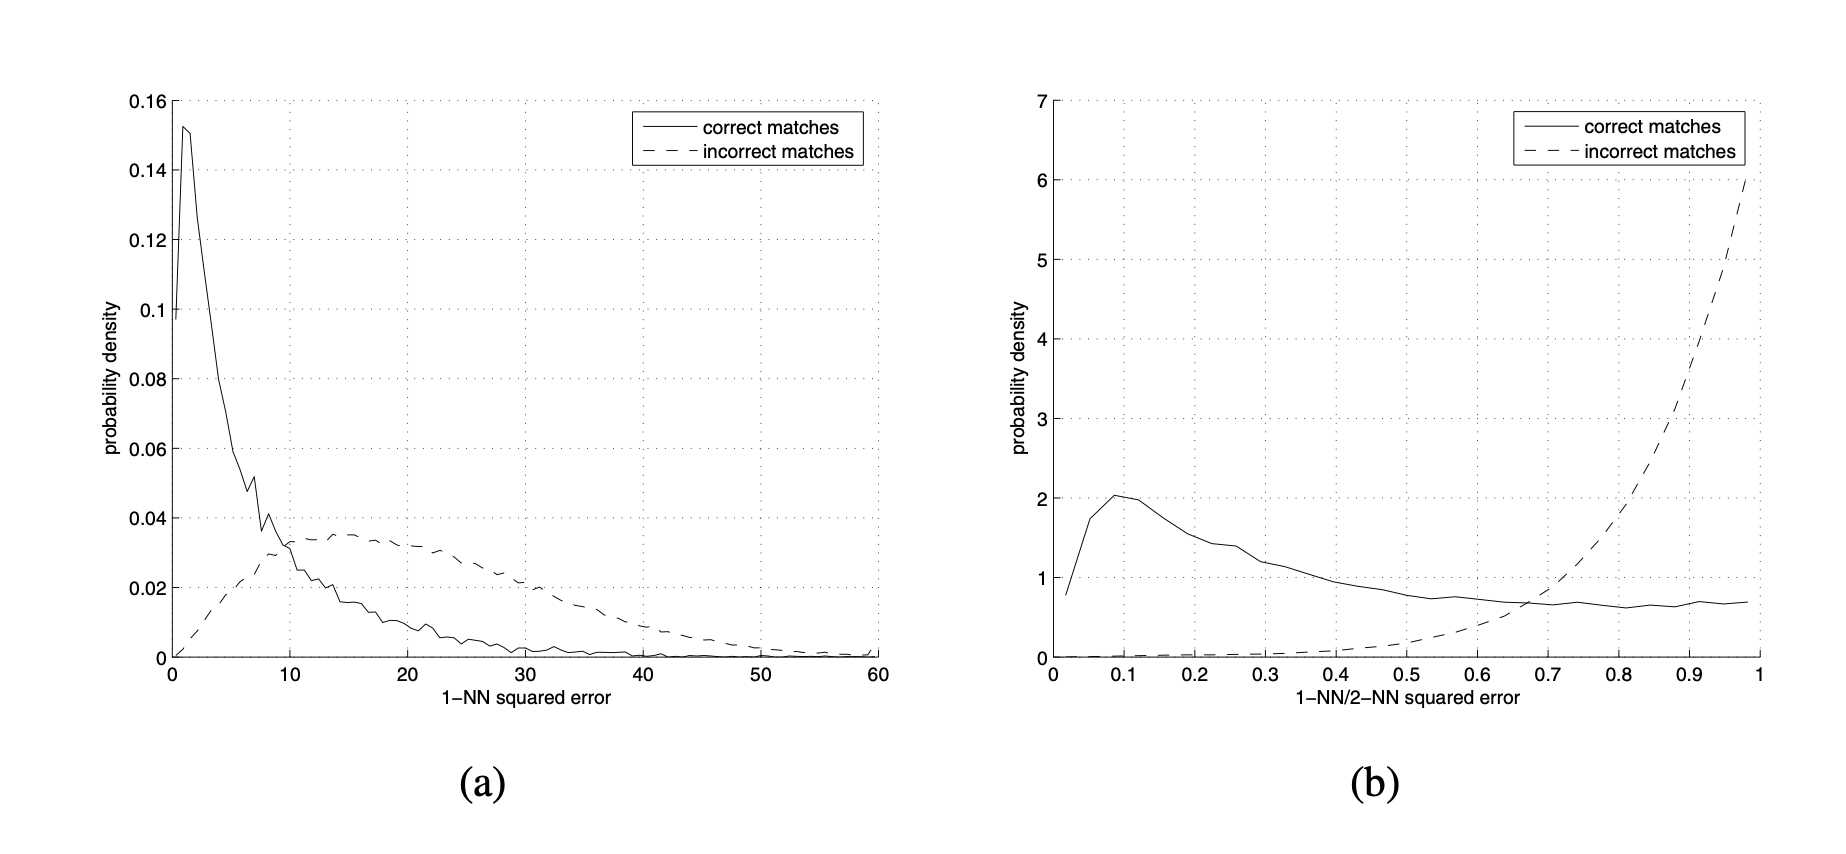 0.16
0.14
0.12
0.1
0.08
0.06
0.04
0.02
0
probability density
correct matches
incorrect matches
0 10 20 30 40 50 60
1−NN squared error
(a)
7
6
5
4
3
2
1
0
probability density
correct matches
incorrect matches
0 0.1 0.2 0.3 0.4 0.5 0.6 0.7 0.8 0.9 1
1−NN/2−NN squared error
(b)